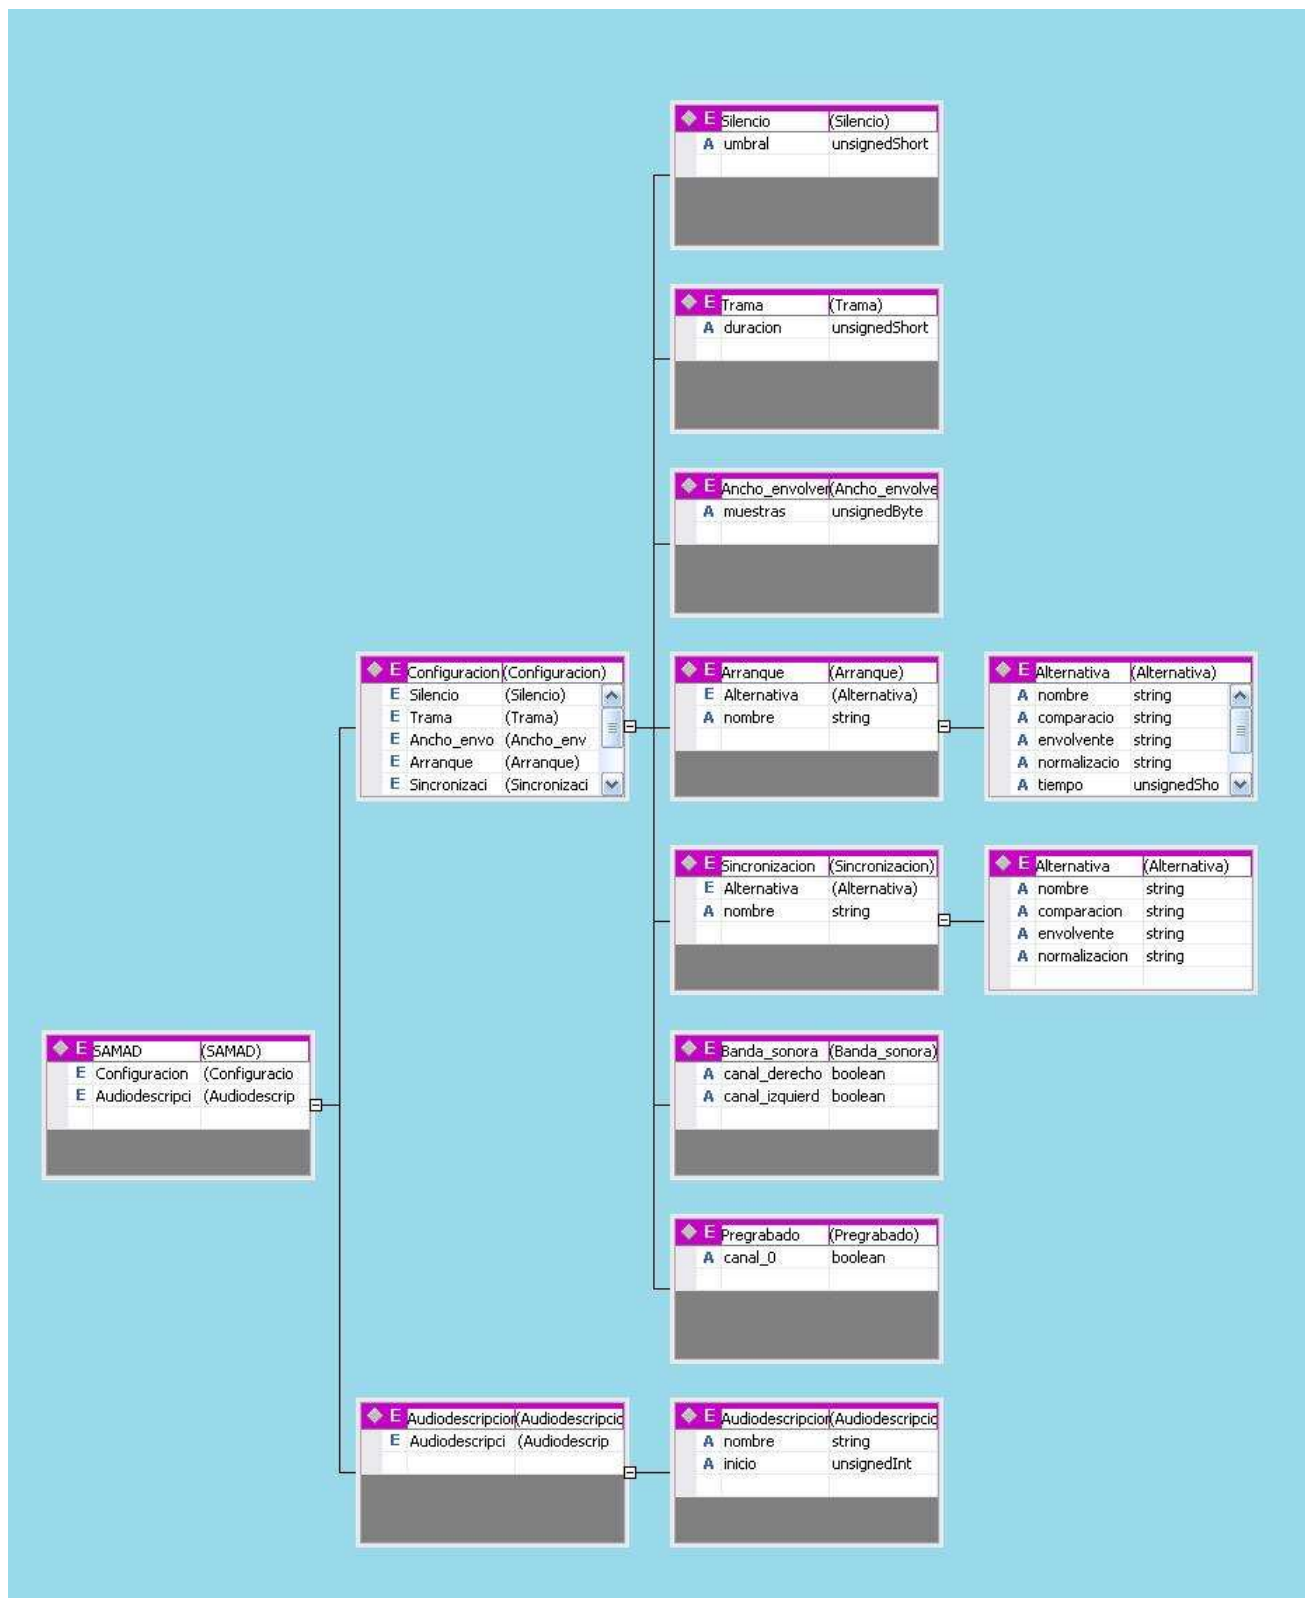 E Silencio (Silencio)
A umbral unsignedShort
E Trama (Trama)
A duracion unsignedShort
E Ancho_envolver (Ancho_envolve
A muestras unsignedByte
E Configuracion (Configuracion)
E Silencio (Silencio)
E Trama (Trama)
E Ancho_envo (Ancho_env
E Arranque (Arranque)
E Sincronizaci (Sincronizaci
E Arranque (Arranque)
E Alternativa (Alternativa)
A nombre string
E Alternativa (Alternativa)
A nombre string
A comparacio string
A envolvente string
A normalizacio string
A tiempo unsignedSho
E Sincronizacion (Sincronizacion)
E Alternativa (Alternativa)
A nombre string
E Alternativa (Alternativa)
A nombre string
A comparacion string
A envolvente string
A normalizacion string
E SAMAD (SAMAD)
E Configuracion (Configuracio
E Audiodescripci (Audiodescrip
E Banda_sonora (Banda_sonora)
A canal_derecho boolean
A canal_izquierd boolean
E Pregrabado (Pregrabado)
A canal_0 boolean
E Audiodescripcion (Audiodescripcio
E Audiodescripci (Audiodescrip
E Audiodescripcion (Audiodescripcio
A nombre string
A inicio unsignedInt